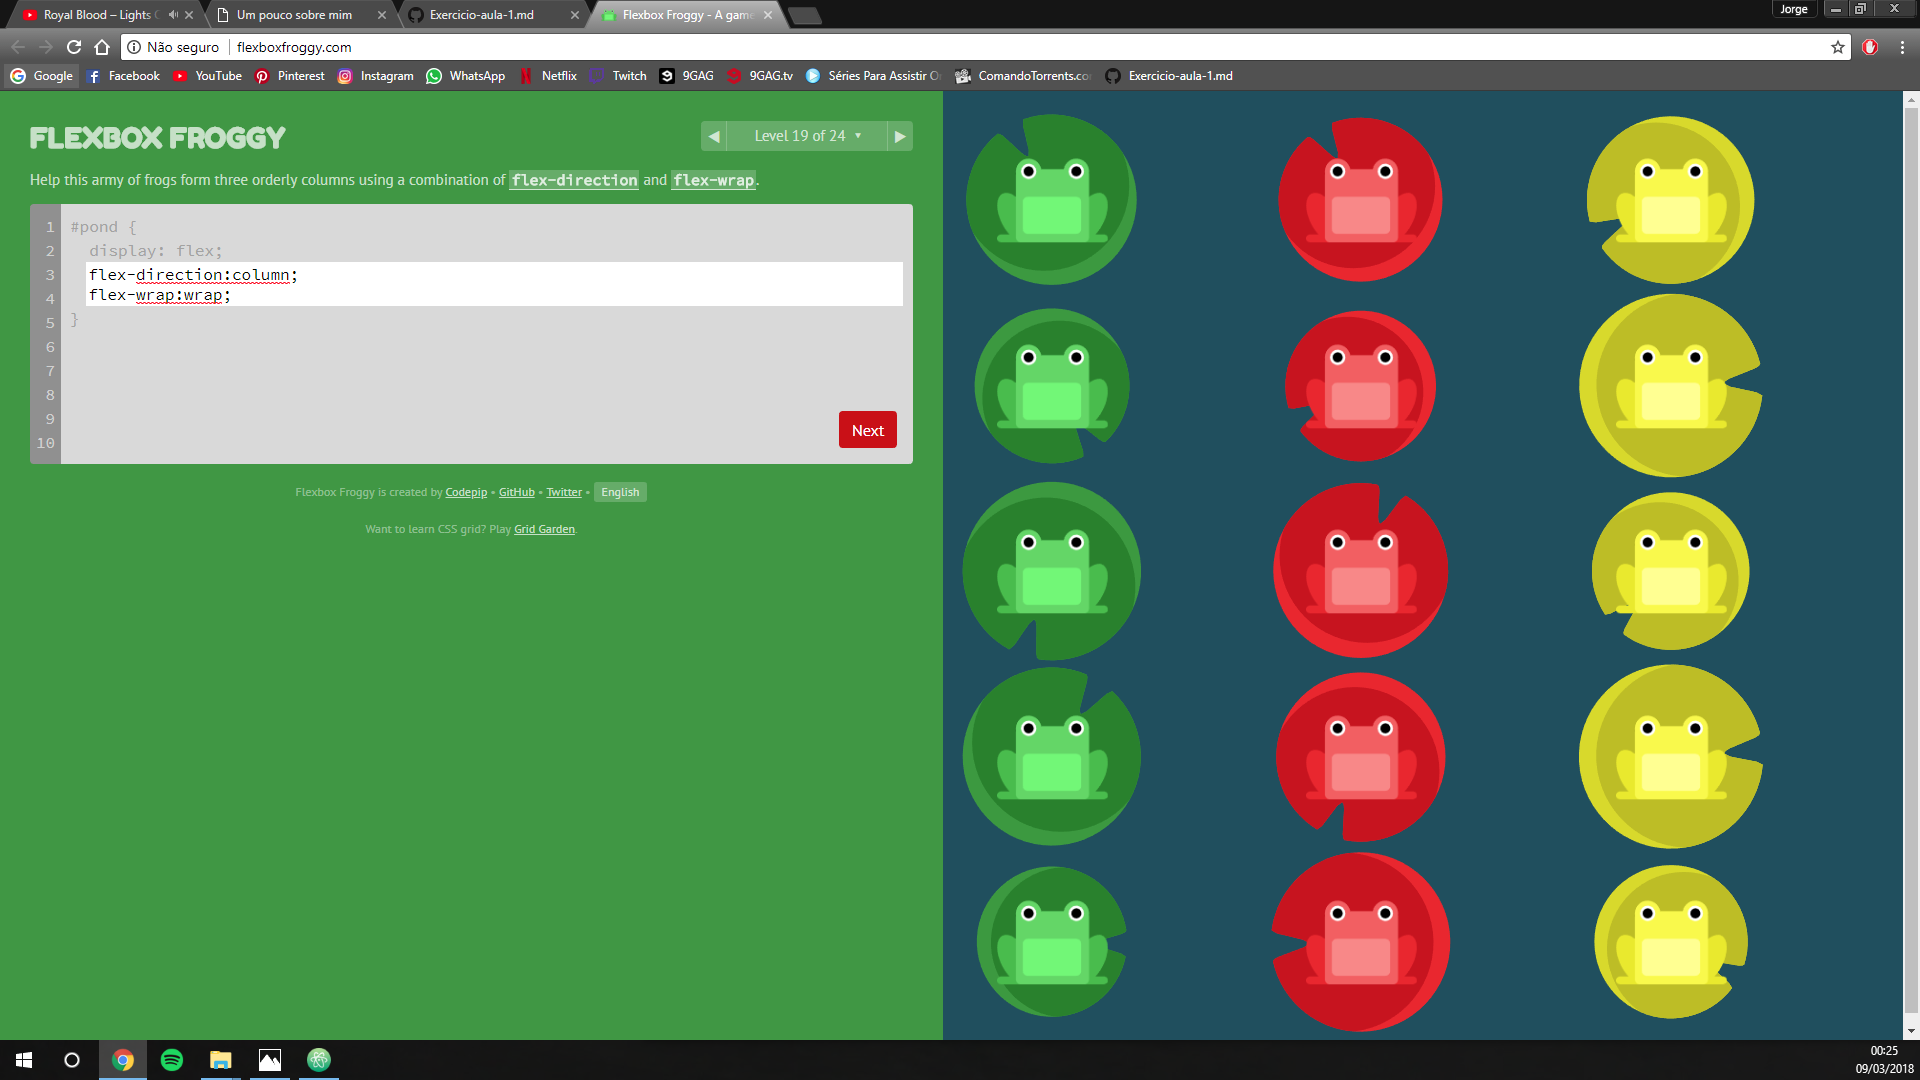 Royal Blood – Lights
Um pouco sobre mim
Exercicio-aula-1.md
Flexbox Froggy - A game
Jorge
Não seguro
flexboxfroggy.com
Google
Facebook
YouTube
Pinterest
Instagram
WhatsApp
Netflix
Twitch
9GAG
9GAG.tv
Séries Para Assistir
ComandoTorrents.co
Exercicio-aula-1.md
FLEXBOX FROGGY
◀ Level 19 of 24 ▼ ▶
Help this army of frogs form three orderly columns using a combination of flex-direction and flex-wrap.
1 #pond {
2 display: flex;
3 flex-direction:column;
4 flex-wrap:wrap;
5 }
6
7
8
9
10
Next
Flexbox Froggy is created by Codepip • GitHub • Twitter • English
Want to learn CSS grid? Play Grid Garden.
00:25
09/03/2018